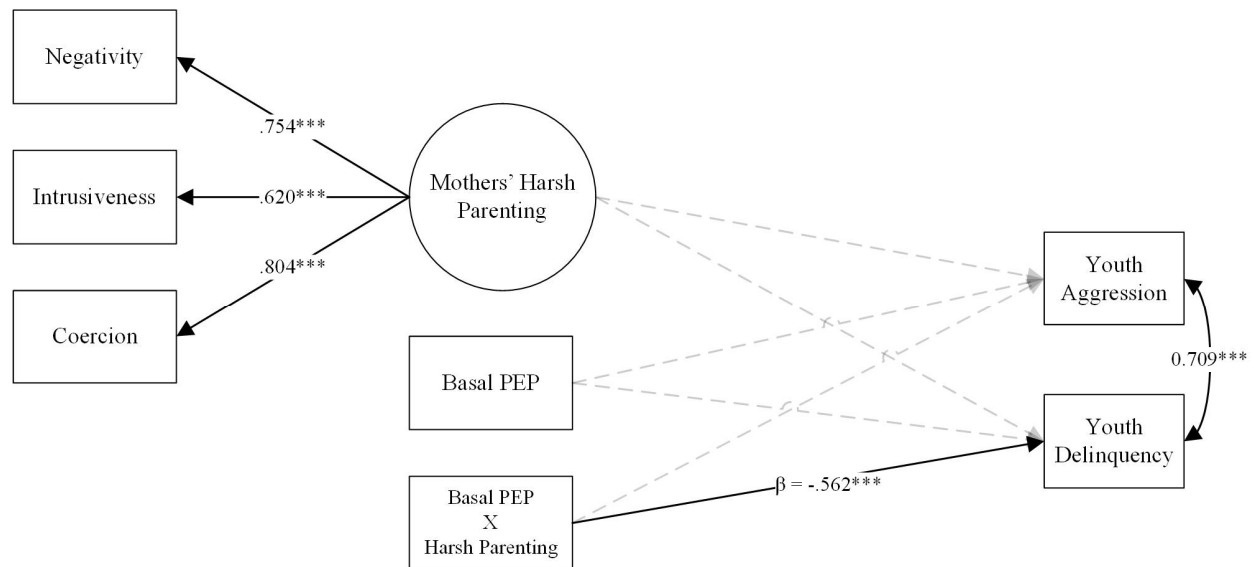 Negativity
.754***
Intrusiveness
.620***
Mothers' Harsh
Parenting
.804***
Coercion
Youth
Aggression
Basal PEP
0.709***
Youth
Delinquency
β = -.562***
Basal PEP
X
Harsh Parenting